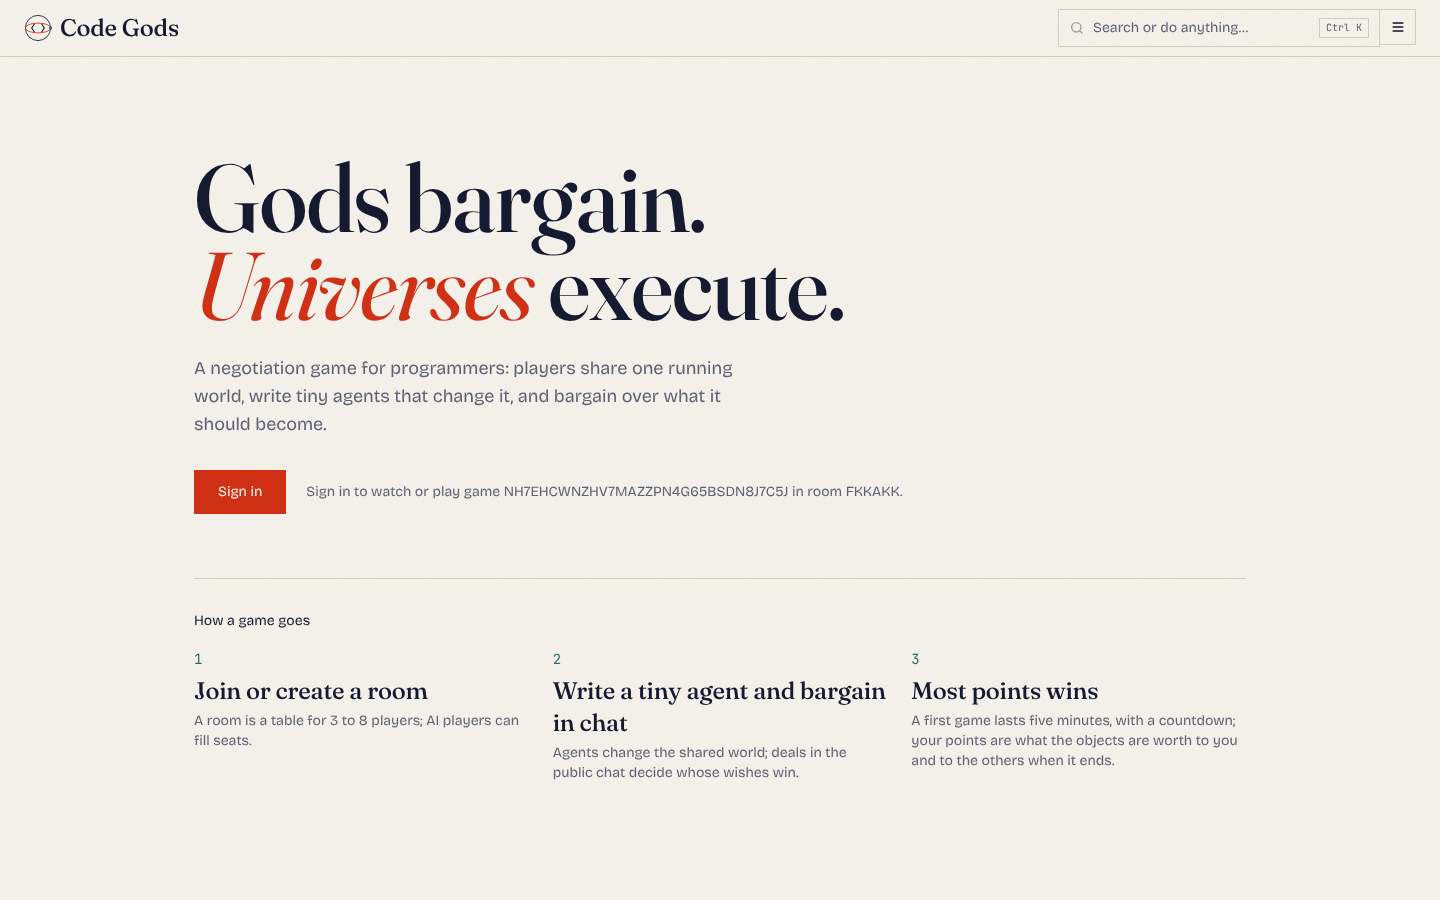 Code Gods
Search or do anything...
Ctrl K
Gods bargain.
Universes execute.
A negotiation game for programmers: players share one running
world, write tiny agents that change it, and bargain over what it
should become.
Sign in
Sign in to watch or play game NH7EHCWNZHV7MAZZPN4G65BSDN8J7C5J in room FKKAKK.
How a game goes
1
Join or create a room
A room is a table for 3 to 8 players; AI players can
fill seats.
2
Write a tiny agent and bargain
in chat
Agents change the shared world; deals in the
public chat decide whose wishes win.
3
Most points wins
A first game lasts five minutes, with a countdown;
your points are what the objects are worth to you
and to the others when it ends.